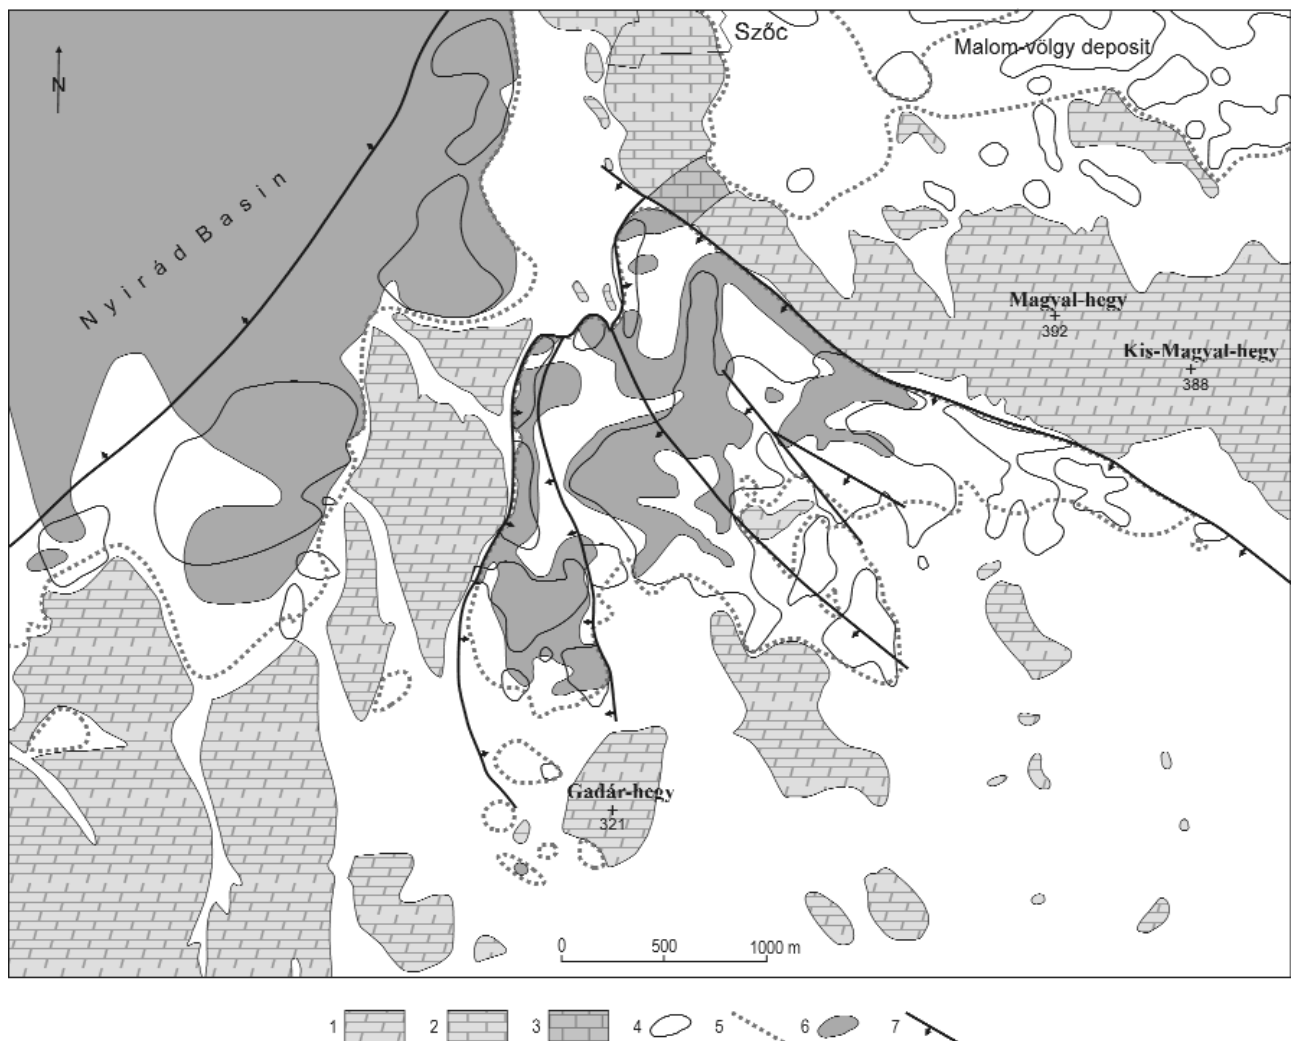 Szőc
Malom-völgy deposit
N
Nyirád Basin
Magyal-hegy
392
Kis-Magyal-hegy
388
Gadár-hegy
321
0 500 1000 m
1 2 3 4 5 6 7